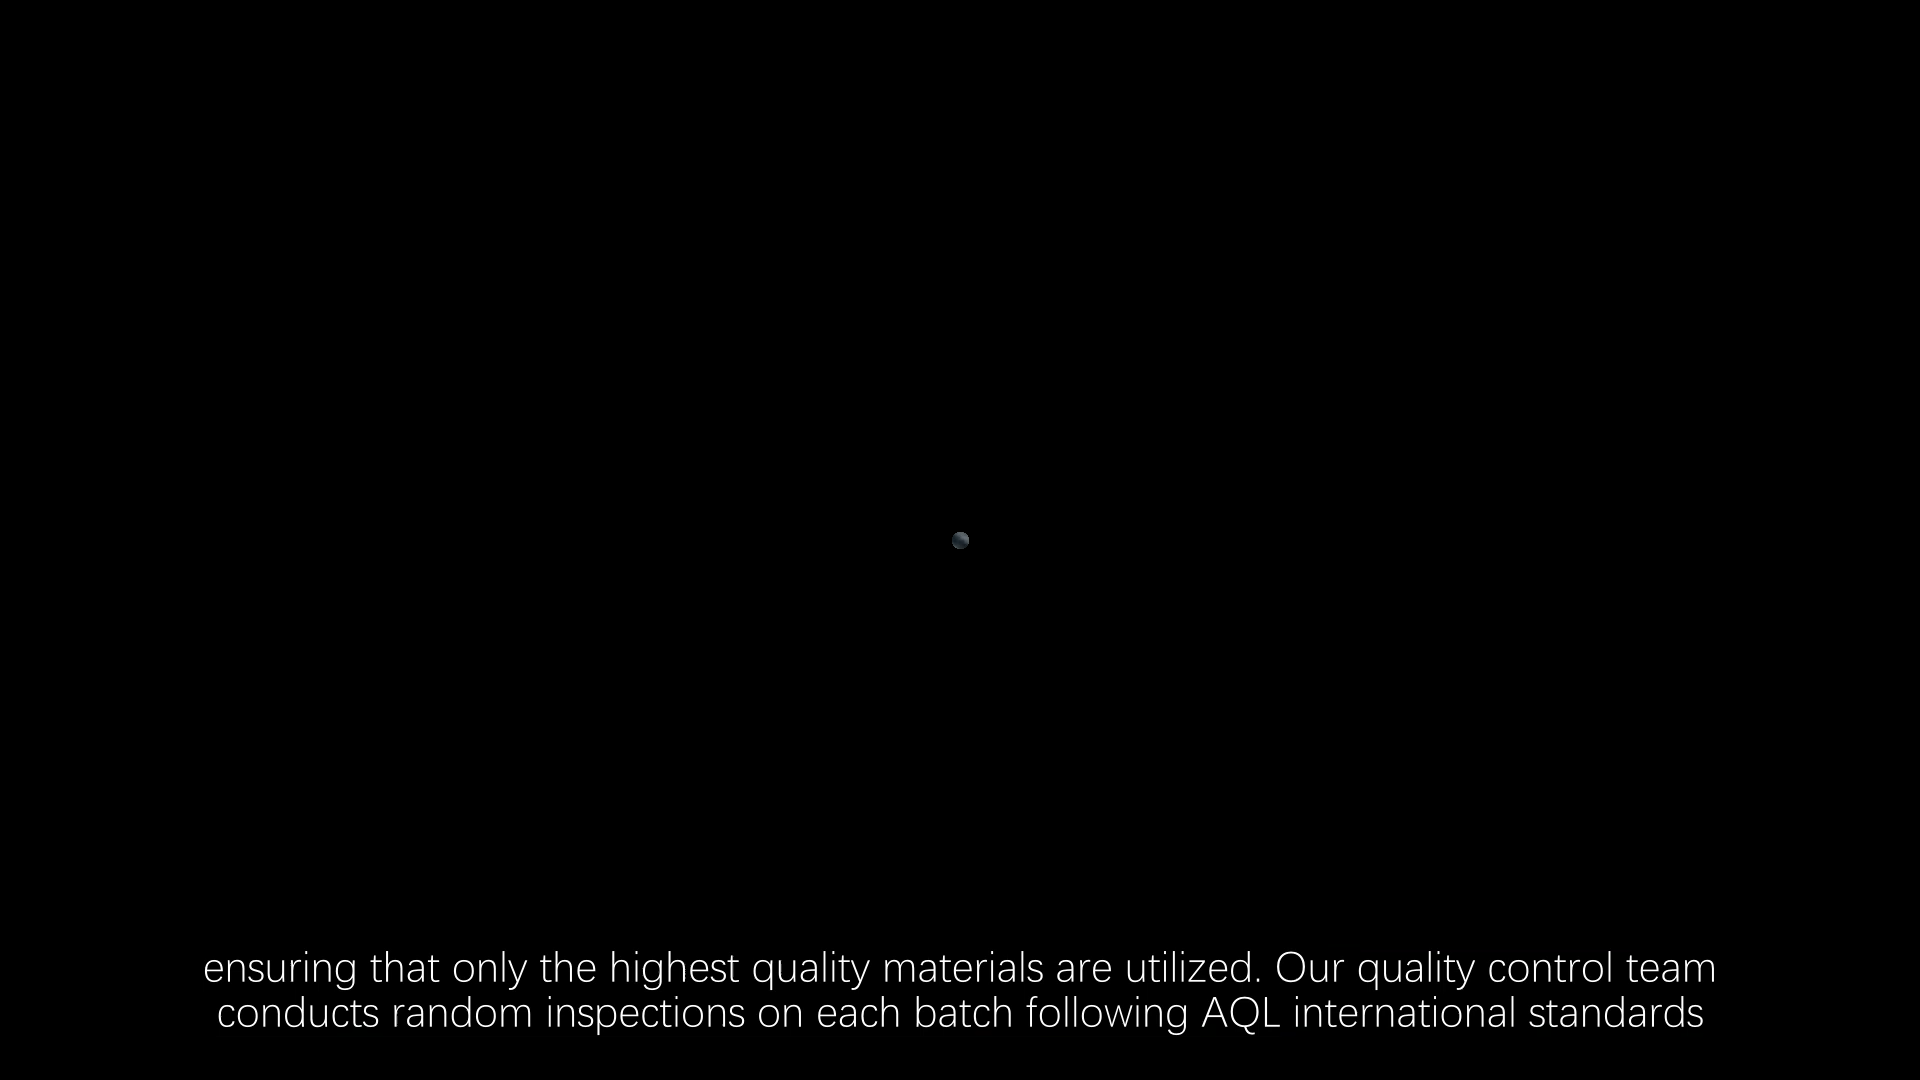 ensuring that only the highest quality materials are utilized. Our quality control team
conducts random inspections on each batch following AQL international standards